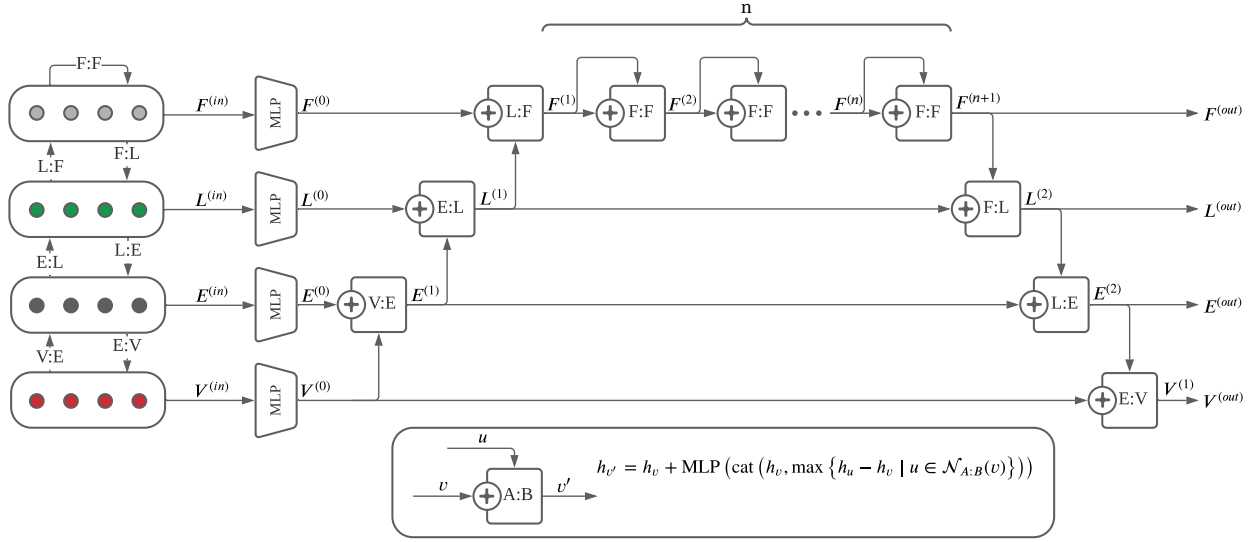 n
F:F
F^(in) MLP F^(0) L:F F^(1) F:F F^(2) F:F ••• F^(n) F:F F^(n+1) F^(out)
L:F F:L
L^(in) MLP L^(0) E:L L^(1) F:L L^(2) L^(out)
E:L L:E
E^(in) MLP E^(0) V:E E^(1) L:E E^(2) E^(out)
V:E E:V
V^(in) MLP V^(0) E:V V^(1) V^(out)
u
v A:B v′
h_v′ = h_v + MLP (cat (h_v, max {h_u − h_v | u ∈ 𝒩_A:B(v)}))